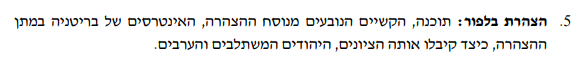 5. הצהרת בלפור: תוכנה, הקשיים הנובעים מנוסח ההצהרה, האינטרסים של בריטניה במתן
ההצהרה, כיצד קיבלו אותה הציונים, היהודים המשתלבים והערבים.